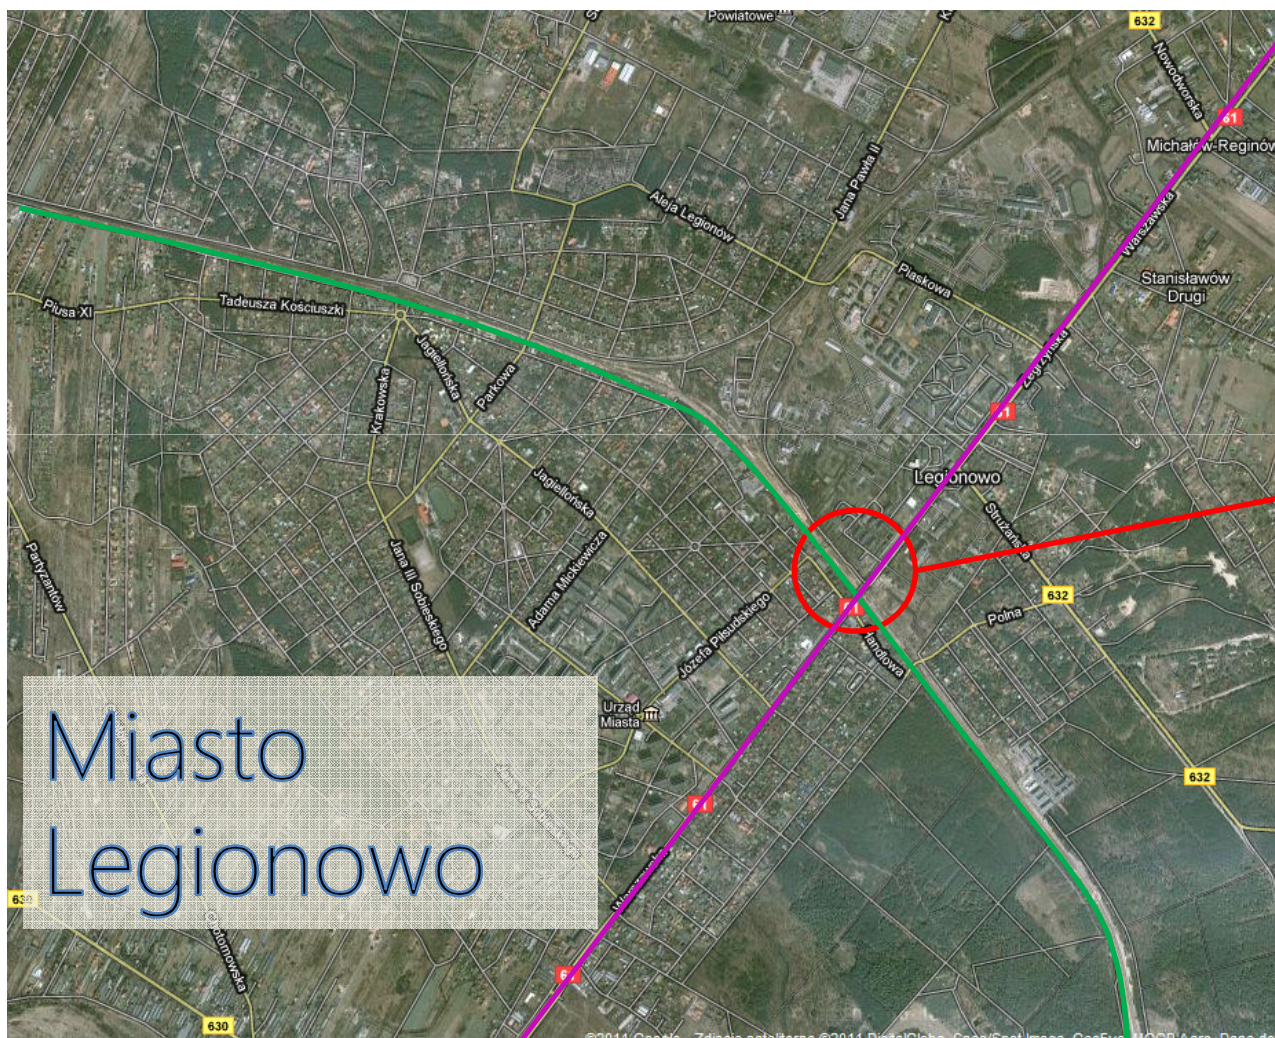 Powiatowe
632
Nowodworska
61
Michałów-Reginów
Jana Pawła II
Aleja Legionów
Warszawska
Piaskowa
Stanisławów
Drugi
Piusa XI
Tadeusza Kościuszki
Jagiellońska
Zegrzyńska
Krakowska
Parkowa
61
Legionowo
Jagiellońska
Strużańska
Partyzantów
Jana III Sobieskiego
Adama Mickiewicza
632
61
Polna
Józefa Piłsudskiego
Handlowa
Urząd
Miasta
Miasto
Legionowo
632
61
Warszawska
630
Chotomowska
61
630